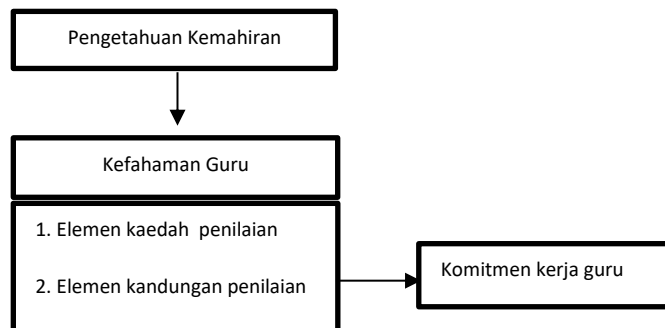 Pengetahuan Kemahiran
Kefahaman Guru
1. Elemen kaedah penilaian
2. Elemen kandungan penilaian
Komitmen kerja guru